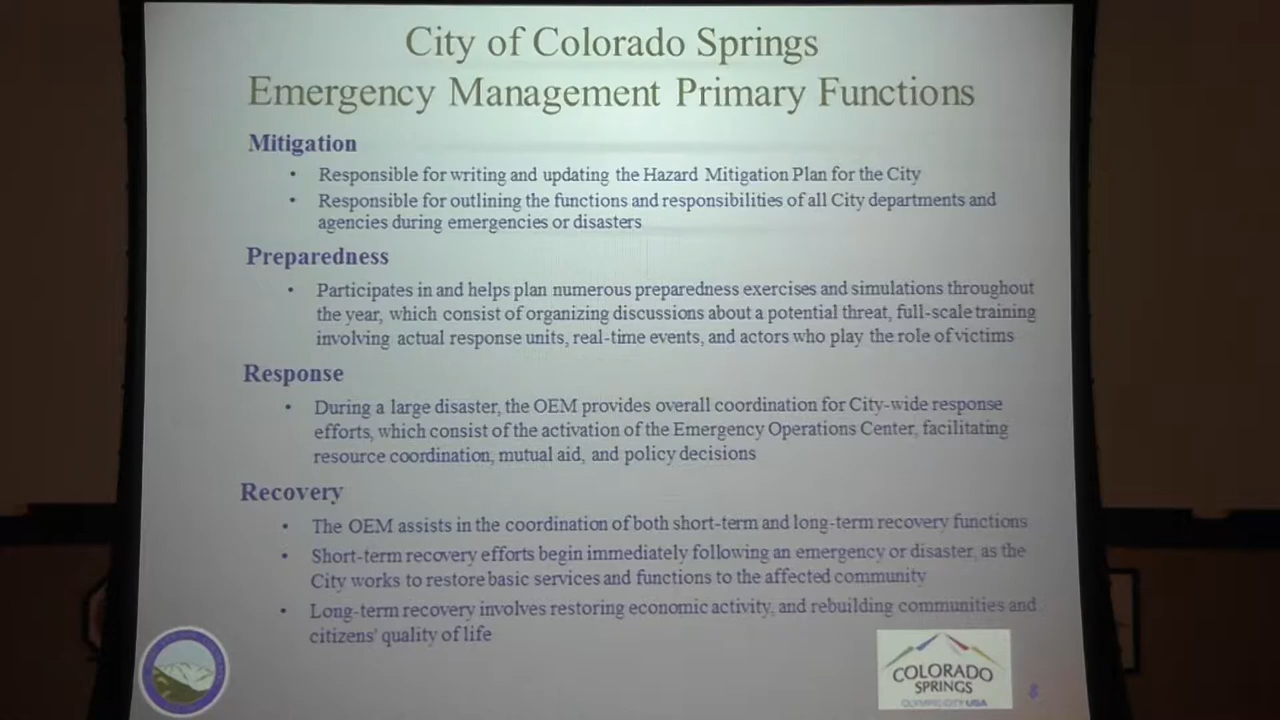 City of Colorado Springs
Emergency Management Primary Functions
Mitigation
• Responsible for writing and updating the Hazard Mitigation Plan for the City
• Responsible for outlining the functions and responsibilities of all City departments and
agencies during emergencies or disasters
Preparedness
• Participates in and helps plan numerous preparedness exercises and simulations throughout
the year, which consist of organizing discussions about a potential threat, full-scale training
involving actual response units, real-time events, and actors who play the role of victims
Response
• During a large disaster, the OEM provides overall coordination for City-wide response
efforts, which consist of the activation of the Emergency Operations Center, facilitating
resource coordination, mutual aid, and policy decisions
Recovery
• The OEM assists in the coordination of both short-term and long-term recovery functions
• Short-term recovery efforts begin immediately following an emergency or disaster, as the
City works to restore basic services and functions to the affected community
• Long-term recovery involves restoring economic activity, and rebuilding communities and
citizens' quality of life
COLORADO
SPRINGS
OLYMPIC CITY USA
8